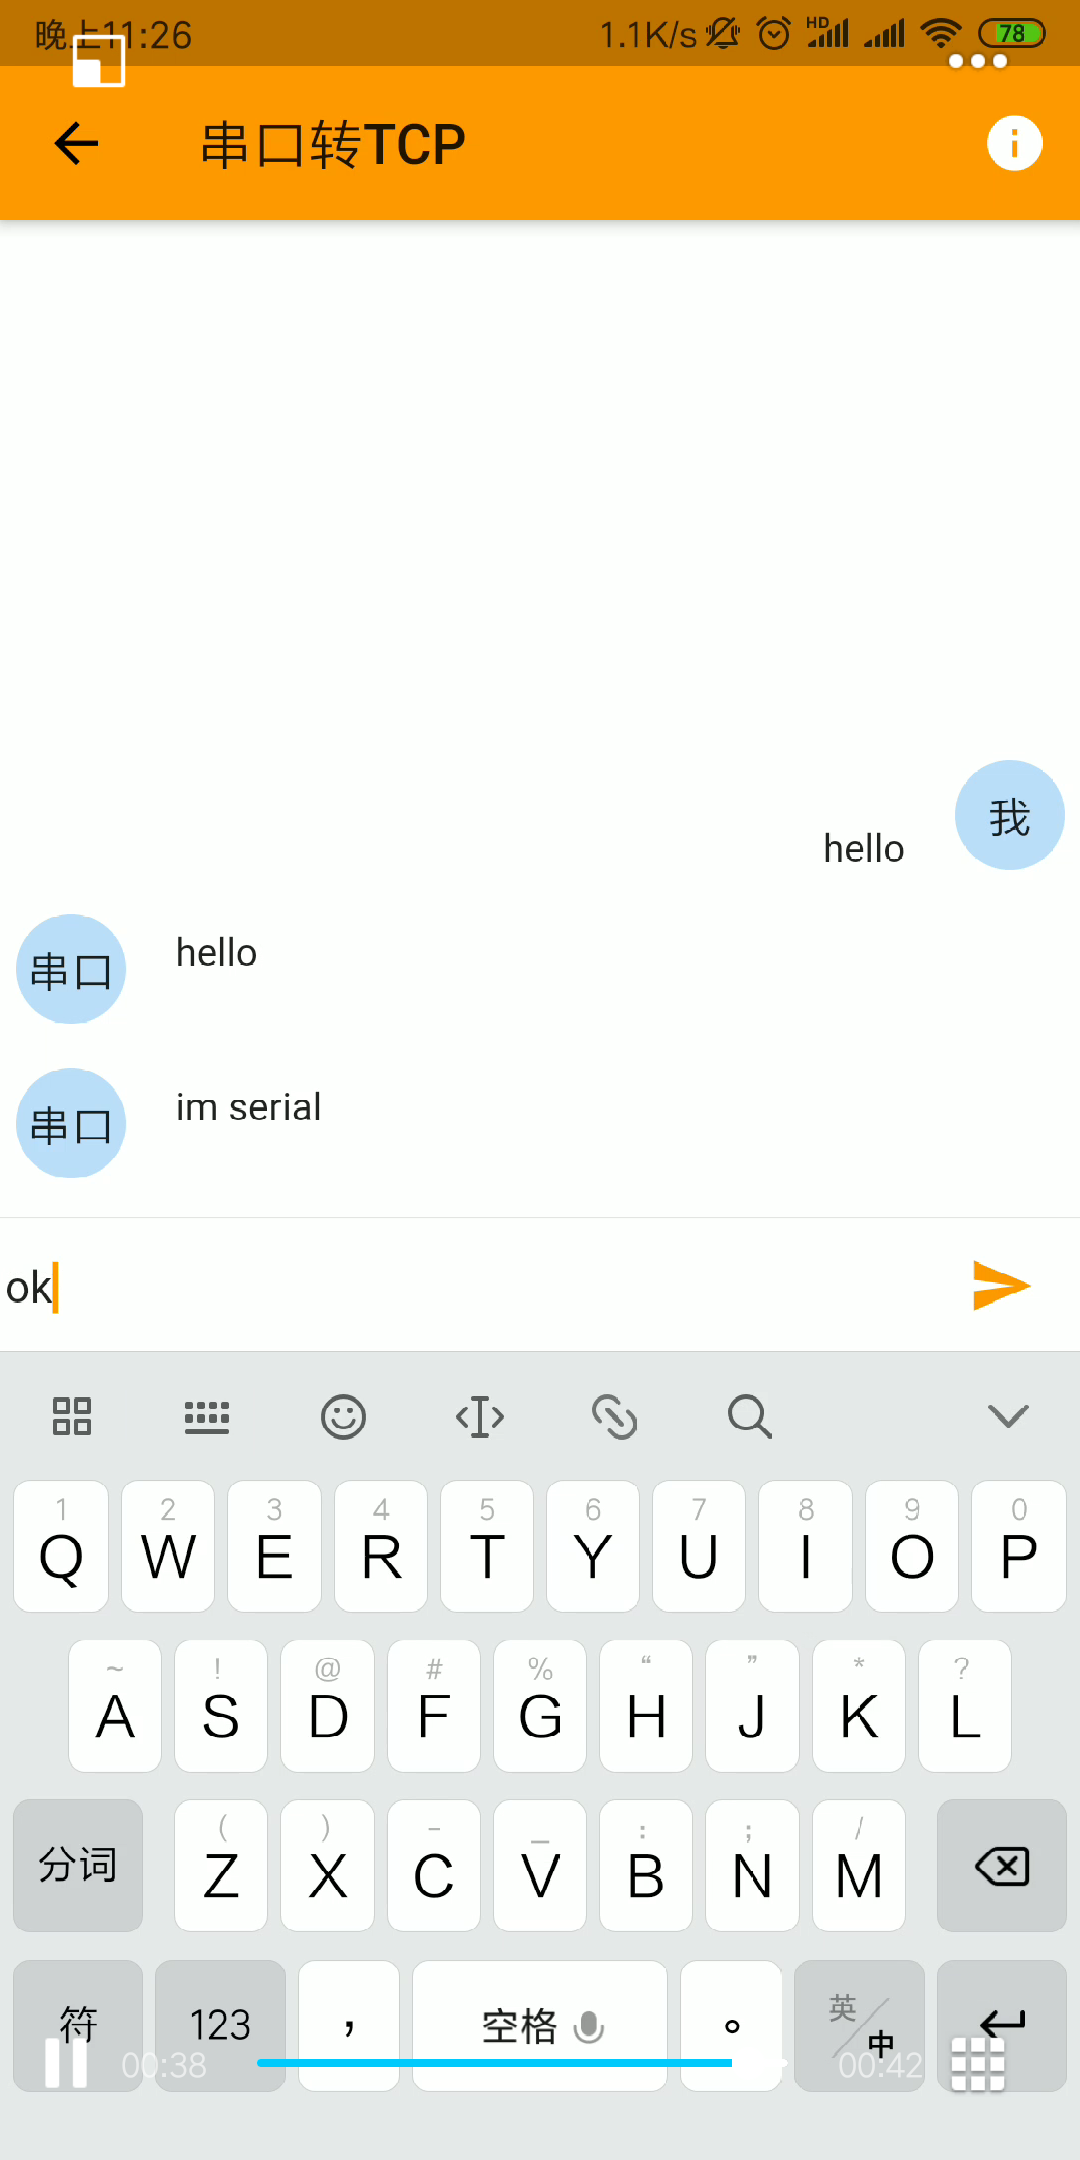 晚上11:26 1.1K/s HD 78
串口转TCP
我
hello
串口 hello
串口 im serial
ok
1 2 3 4 5 6 7 8 9 0
Q W E R T Y U I O P
~ ! @ # % “ ” * ?
A S D F G H J K L
( ) - _ : ; /
分词 Z X C V B N M
符 123 , 空格 。 英/中
00:38 00:42